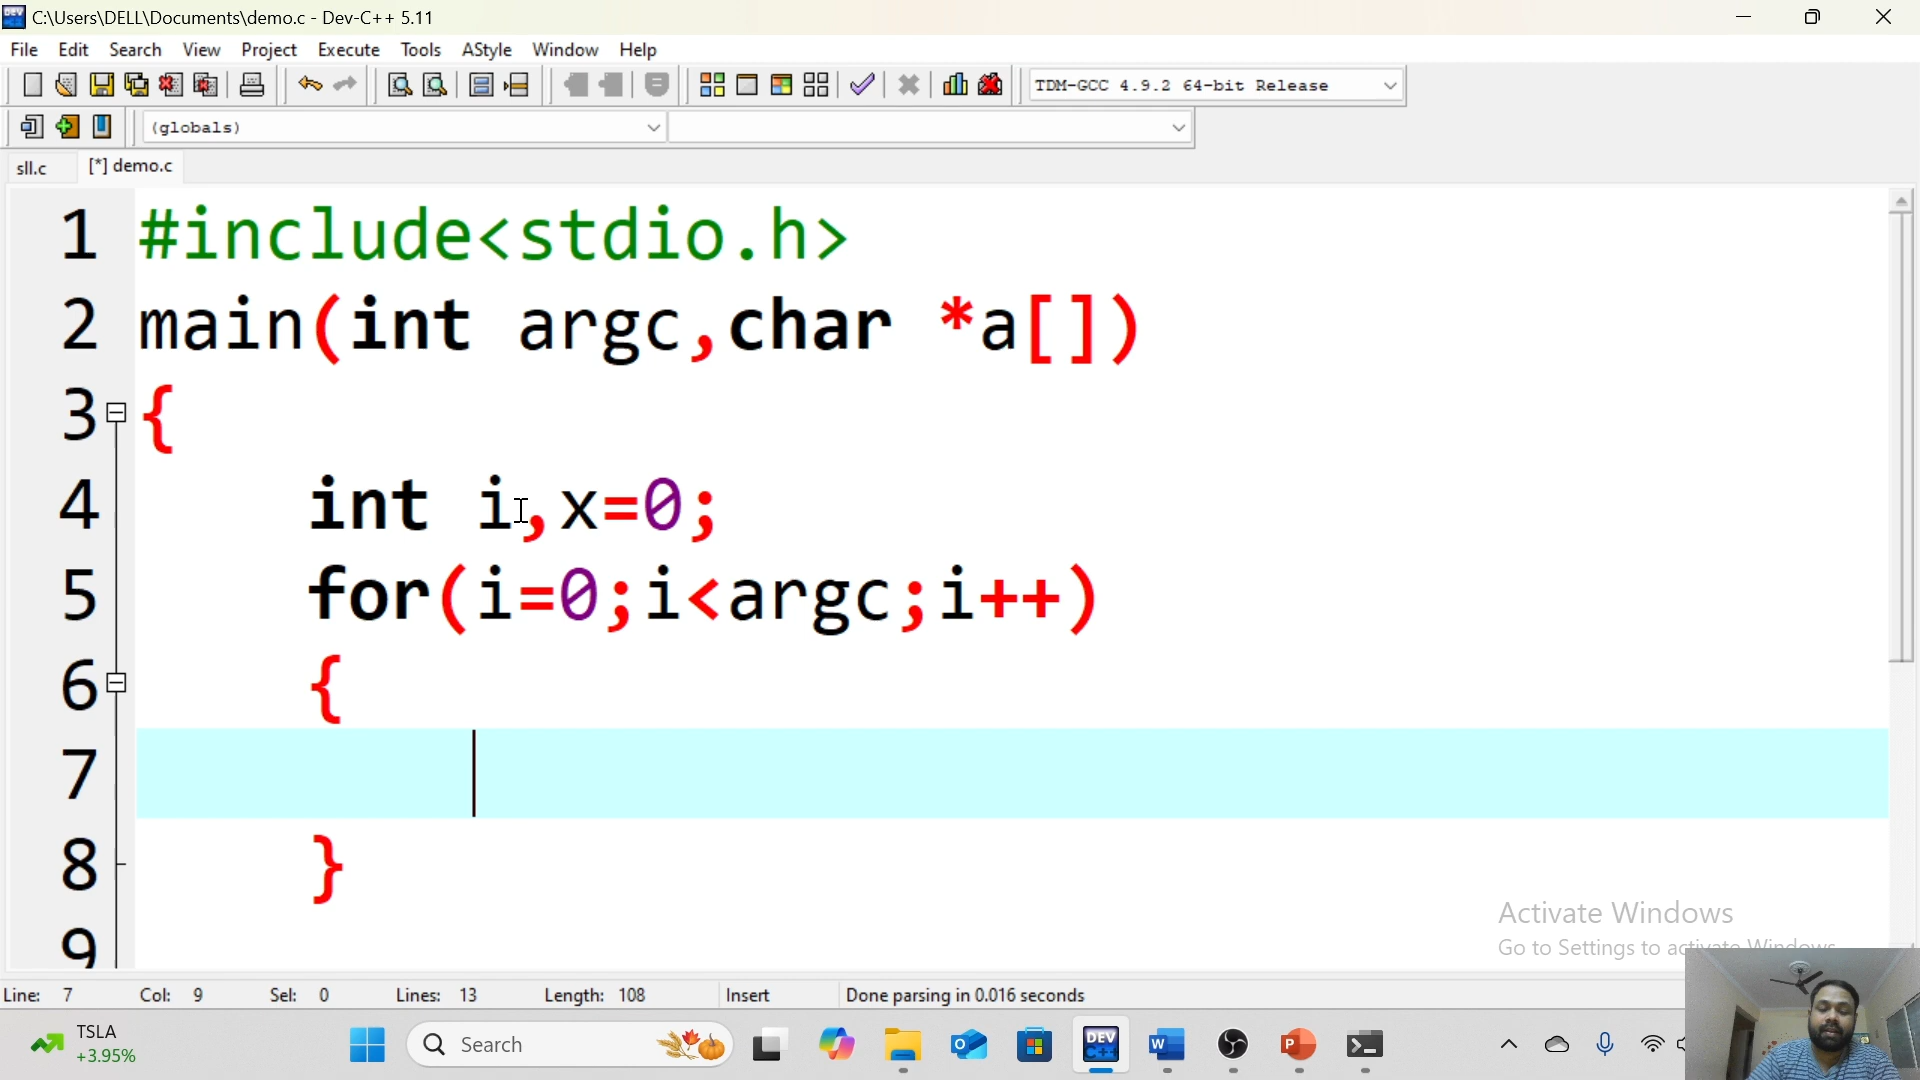 C:\Users\DELL\Documents\demo.c - Dev-C++ 5.11
File Edit Search View Project Execute Tools AStyle Window Help
TDM-GCC 4.9.2 64-bit Release
(globals)
sll.c [*] demo.c
1 #include<stdio.h>
2 main(int argc,char *a[])
3 {
4 int i,x=0;
5 for(i=0;i<argc;i++)
6 {
7
8 }
9
Activate Windows
Go to Settings to activate Windows.
Line: 7 Col: 9 Sel: 0 Lines: 13 Length: 108 Insert Done parsing in 0.016 seconds
TSLA
+3.95%
Search
DEV
C++